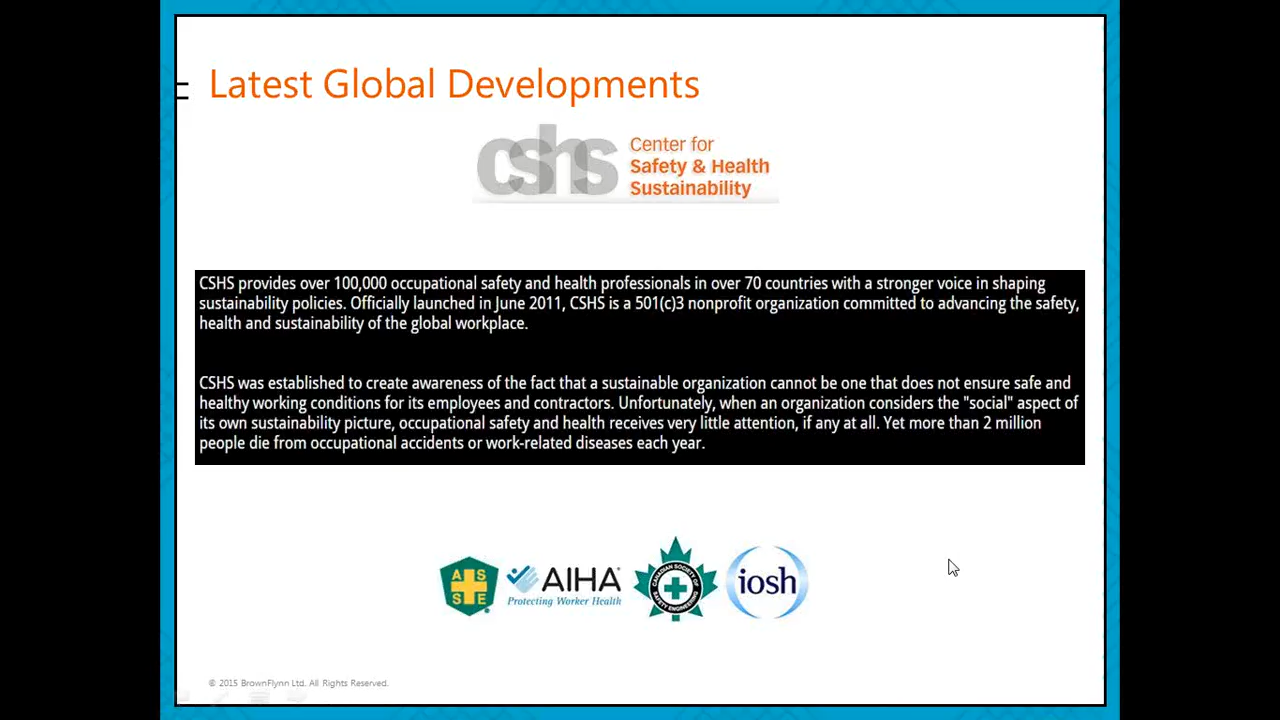 Latest Global Developments
cshs
Center for
Safety & Health
Sustainability
CSHS provides over 100,000 occupational safety and health professionals in over 70 countries with a stronger voice in shaping
sustainability policies. Officially launched in June 2011, CSHS is a 501(c)3 nonprofit organization committed to advancing the safety,
health and sustainability of the global workplace.
CSHS was established to create awareness of the fact that a sustainable organization cannot be one that does not ensure safe and
healthy working conditions for its employees and contractors. Unfortunately, when an organization considers the "social" aspect of
its own sustainability picture, occupational safety and health receives very little attention, if any at all. Yet more than 2 million
people die from occupational accidents or work-related diseases each year.
A S
S E
AIHA
Protecting Worker Health
CANADIAN SOCIETY OF
SAFETY ENGINEERING
iosh
© 2015 BrownFlynn Ltd. All Rights Reserved.